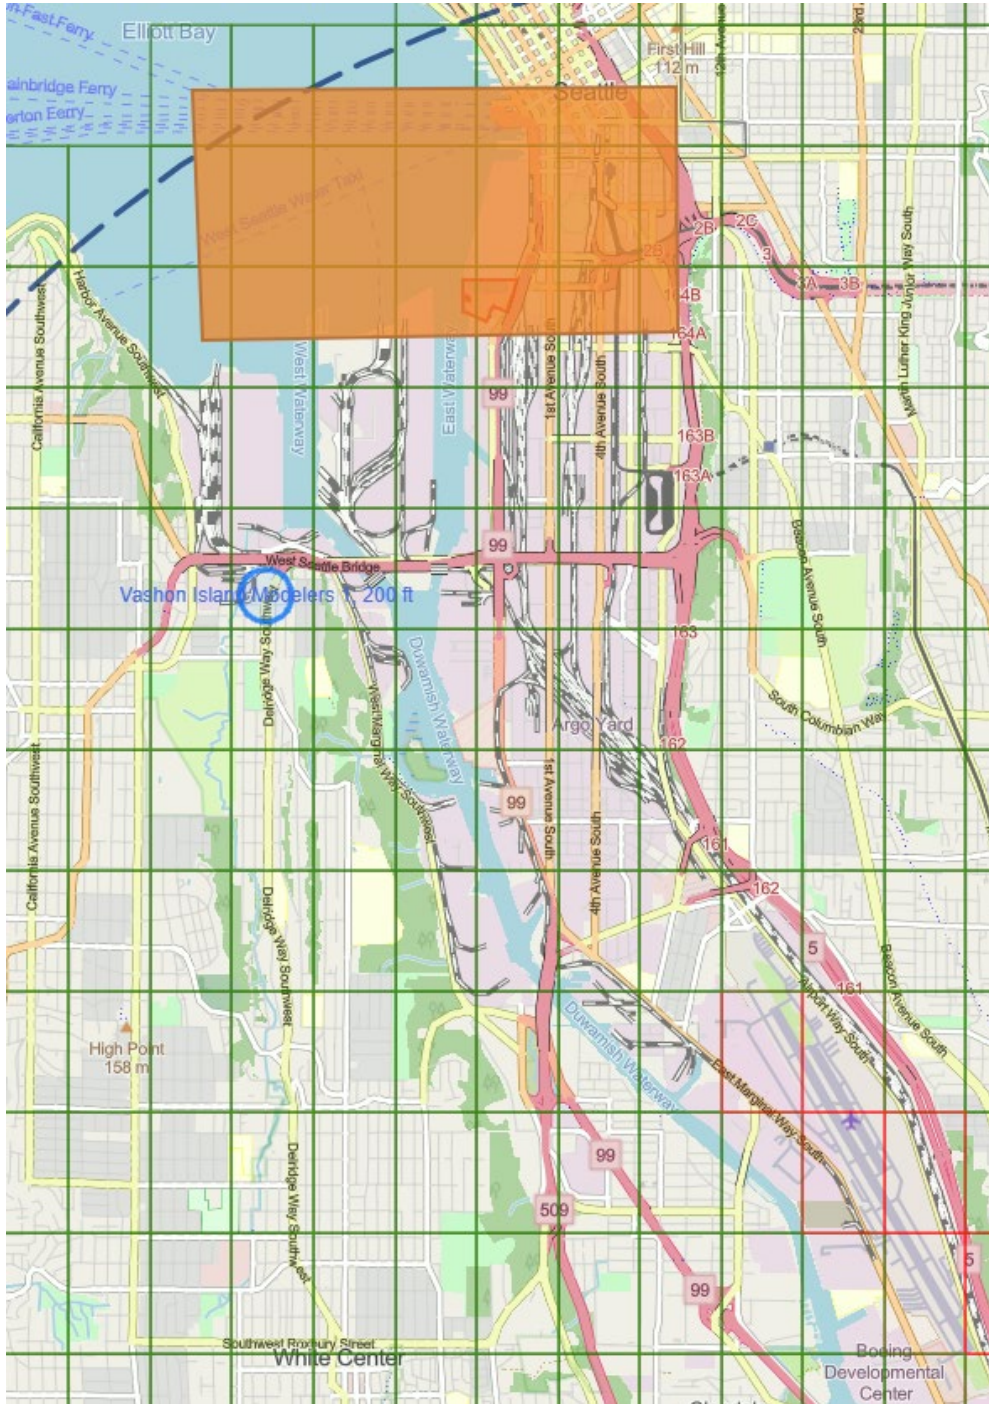 n-Fast-Ferry
Elliott Bay
12th Avenue
23rd
First Hill
112 m
ainbridge Ferry
erton Ferry
Seattle
West Seattle Water Taxi
2B
2C
2B
3
3A
3B
Harbor Avenue Southwest
Martin Luther King Junior Way South
164B
164A
California Avenue Southwest
West Waterway
East Waterway
99
1st Avenue Sou
4th Avenue South
163B
163A
99
West Seattle Bridge
Vashon Island Modelers 1, 200 ft
Beacon Avenue South
163
Delridge Way Southwest
Duwamish Waterway
West Marginal Way Southwest
South Columbian Way
Argo Yard
162
California Avenue Southwest
1st Avenue South
99
4th Avenue South
161
162
Delridge Way Southwest
5
Beacon Avenue South
161
Airport Way South
High Point
158 m
Duwamish Waterway
East Marginal Way South
Delridge Way Southwest
99
509
5
99
Southwest Roxbury Street
White Center
Boeing
Developmental
Center